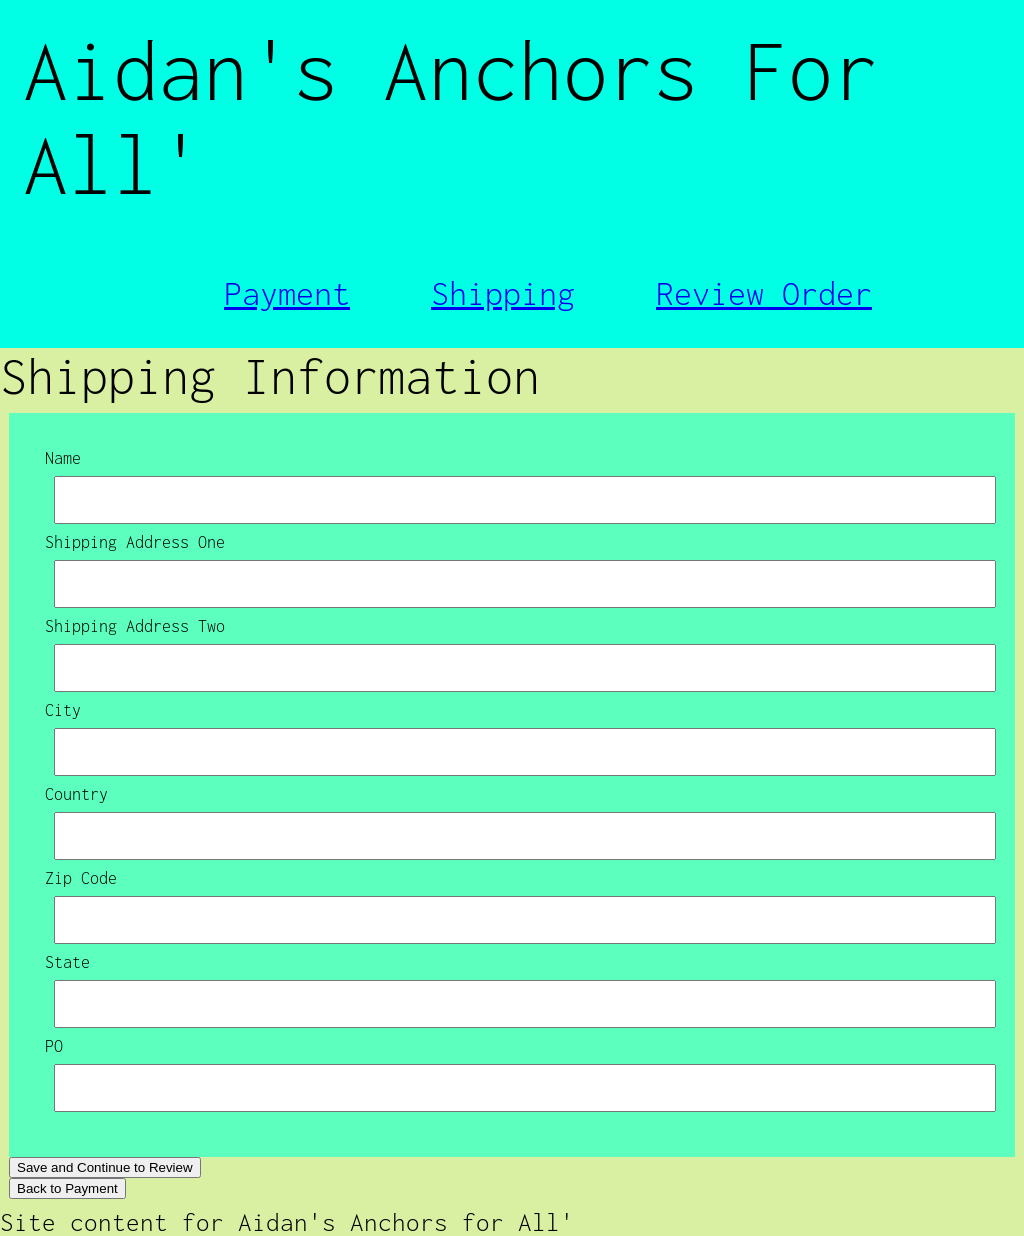 Aidan's Anchors For
All'
Payment Shipping Review Order
Shipping Information
Name
Shipping Address One
Shipping Address Two
City
Country
Zip Code
State
PO
Save and Continue to Review
Back to Payment
Site content for Aidan's Anchors for All'